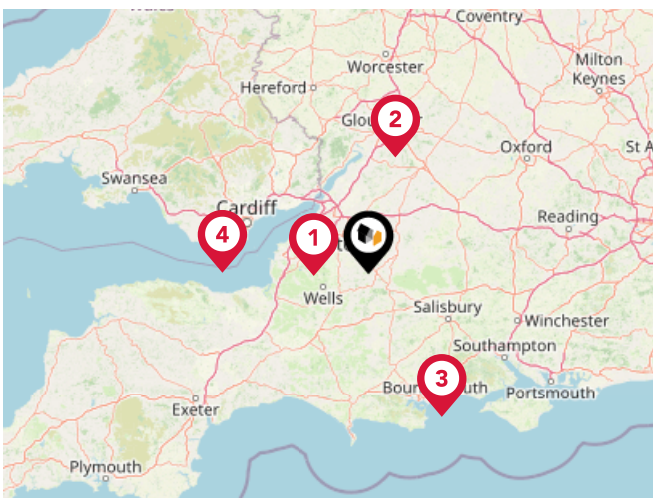 Coventry
Worcester
Milton
Keynes
Hereford
Glou
2
Oxford
St A
Swansea
Cardiff
Reading
4
1
Wells
Salisbury
Winchester
Southampton
3
Bour
uth
Portsmouth
Exeter
Plymouth